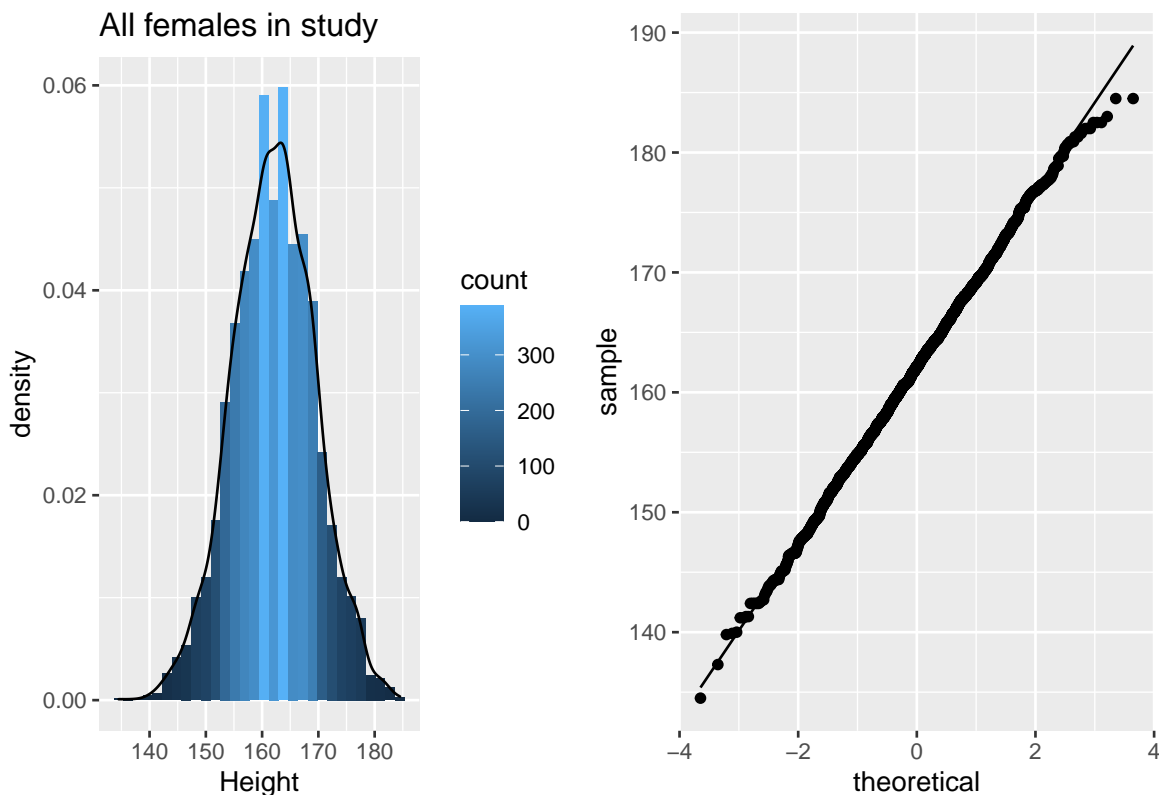 All females in study
0.06
0.04
0.02
0.00
density
140 150 160 170 180
Height
count
300
200
100
0
190
180
170
160
150
140
sample
−4 −2 0 2 4
theoretical